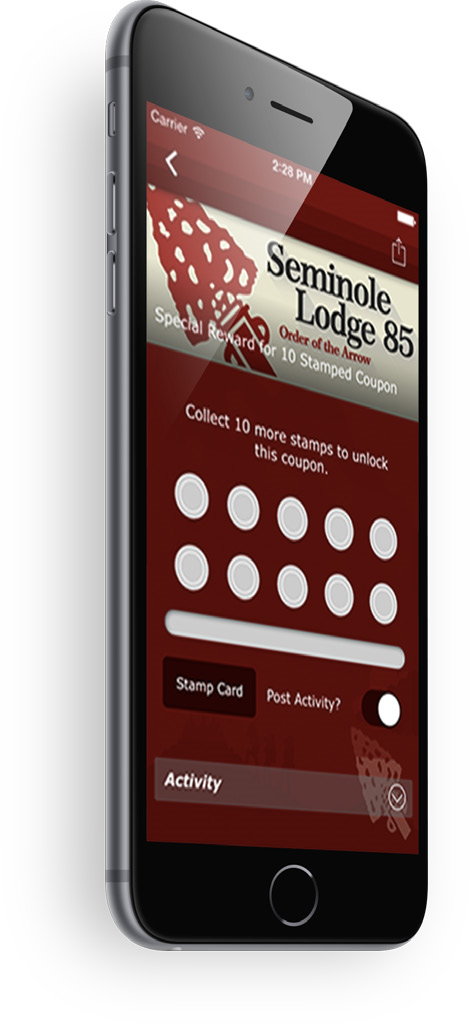 Carrier
2:28 PM
Seminole
Lodge 85
Order of the Arrow
Special Reward for 10 Stamped Coupon
Collect 10 more stamps to unlock
this coupon.
Stamp Card
Post Activity?
Activity